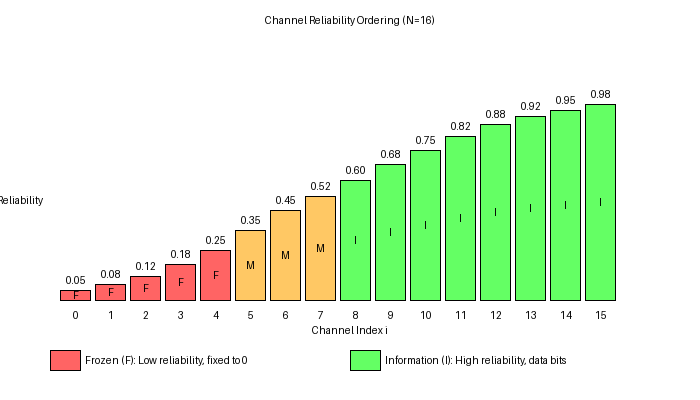 Channel Reliability Ordering (N=16)
0.98
0.95
0.92
0.88
0.82
0.75
0.68
0.60
0.52
0.45
0.35
0.25
0.18
0.12
0.08
0.05
Reliability
F F F F F M M M I I I I I I I I
0 1 2 3 4 5 6 7 8 9 10 11 12 13 14 15
Channel Index i
Frozen (F): Low reliability, fixed to 0
Information (I): High reliability, data bits